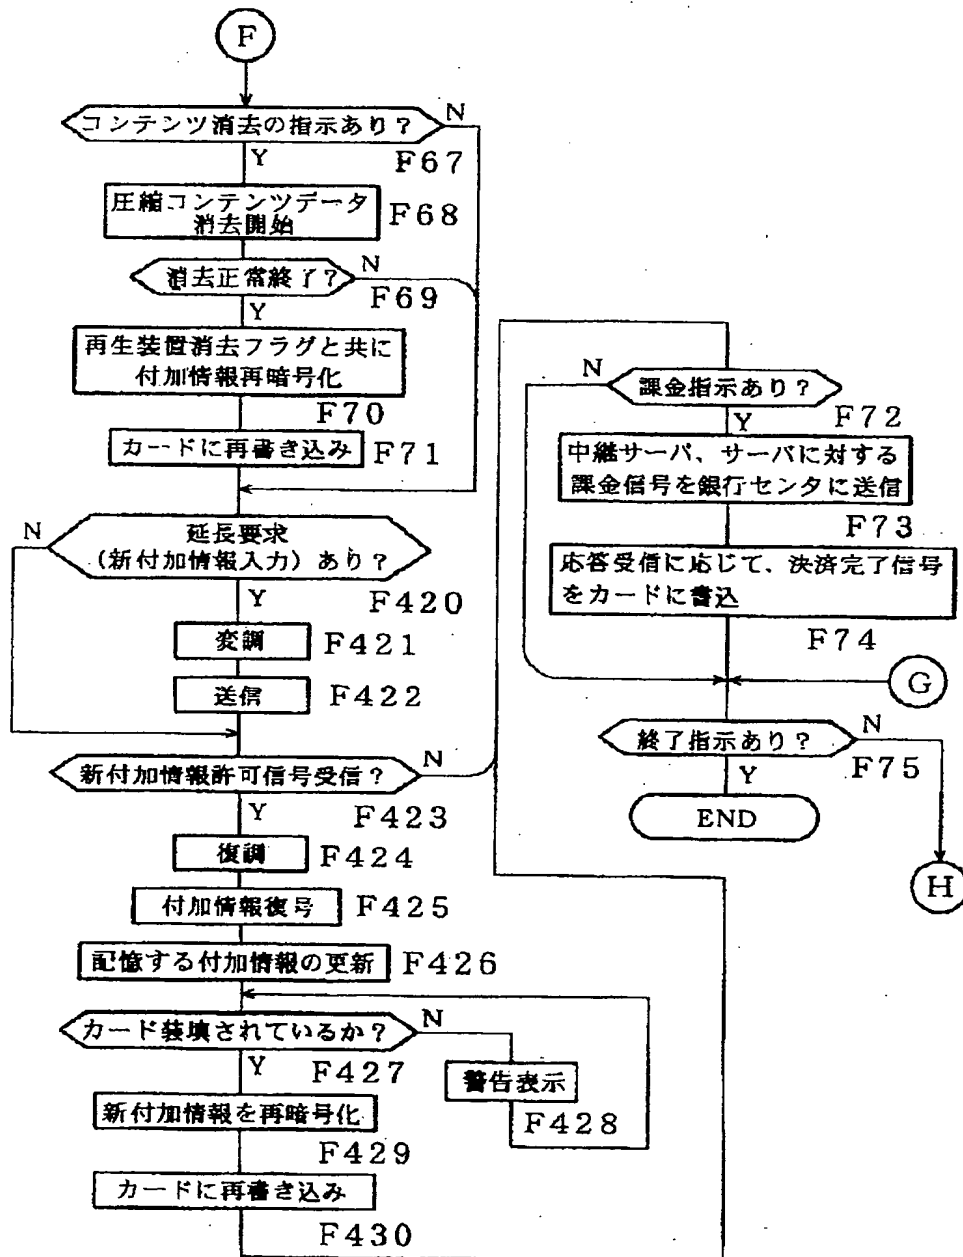 F
コンテンツ消去の指示あり？
N
Y
F67
圧縮コンテンツデータ
消去開始
F68
消去正常終了？
N
F69
Y
再生装置消去フラグと共に
付加情報再暗号化
F70
カードに再書き込み
F71
N
延長要求
（新付加情報入力）あり？
Y
F420
変調
F421
送信
F422
新付加情報許可信号受信？
N
Y
F423
復調
F424
付加情報復号
F425
記憶する付加情報の更新
F426
カード装填されているか？
N
Y
F427
警告表示
F428
新付加情報を再暗号化
F429
カードに再書き込み
F430
N
課金指示あり？
F72
Y
中継サーバ、サーバに対する
課金信号を銀行センタに送信
F73
応答受信に応じて、決済完了信号
をカードに書込
F74
G
終了指示あり？
N
F75
Y
END
H